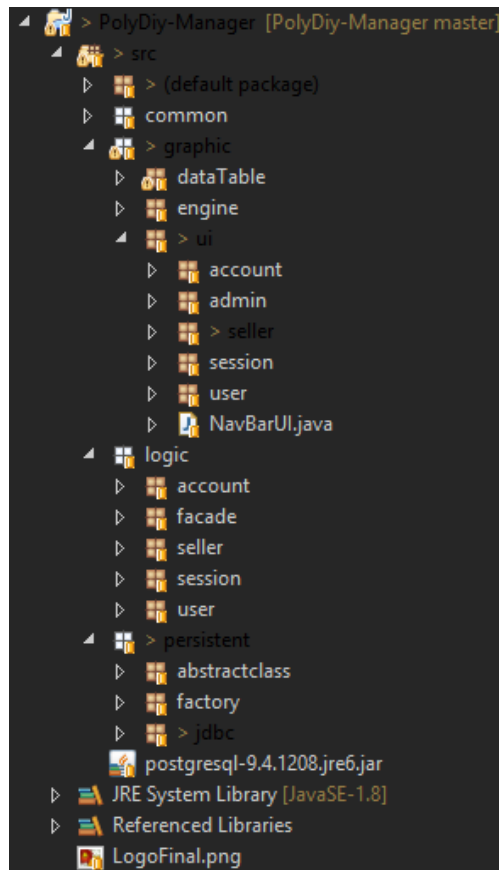 > PolyDiy-Manager [PolyDiy-Manager master]
> src
> (default package)
common
> graphic
dataTable
engine
> ui
account
admin
> seller
session
user
NavBarUI.java
logic
account
facade
seller
session
user
> persistent
abstractclass
factory
> jdbc
postgresql-9.4.1208.jre6.jar
JRE System Library [JavaSE-1.8]
Referenced Libraries
LogoFinal.png